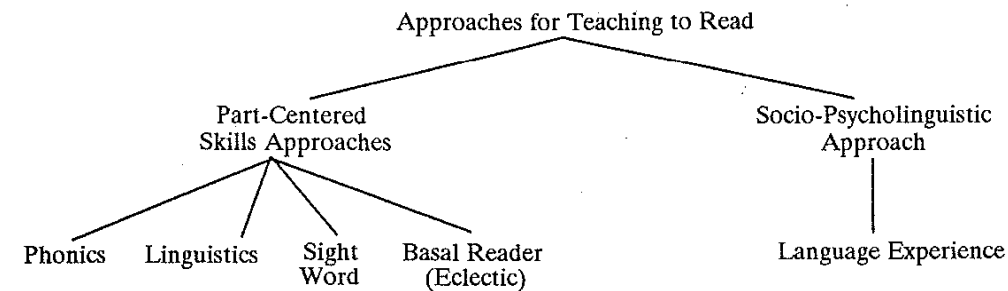 Approaches for Teaching to Read
Part-Centered
Skills Approaches
Socio-Psycholinguistic
Approach
Phonics
Linguistics
Sight
Word
Basal Reader
(Eclectic)
Language Experience